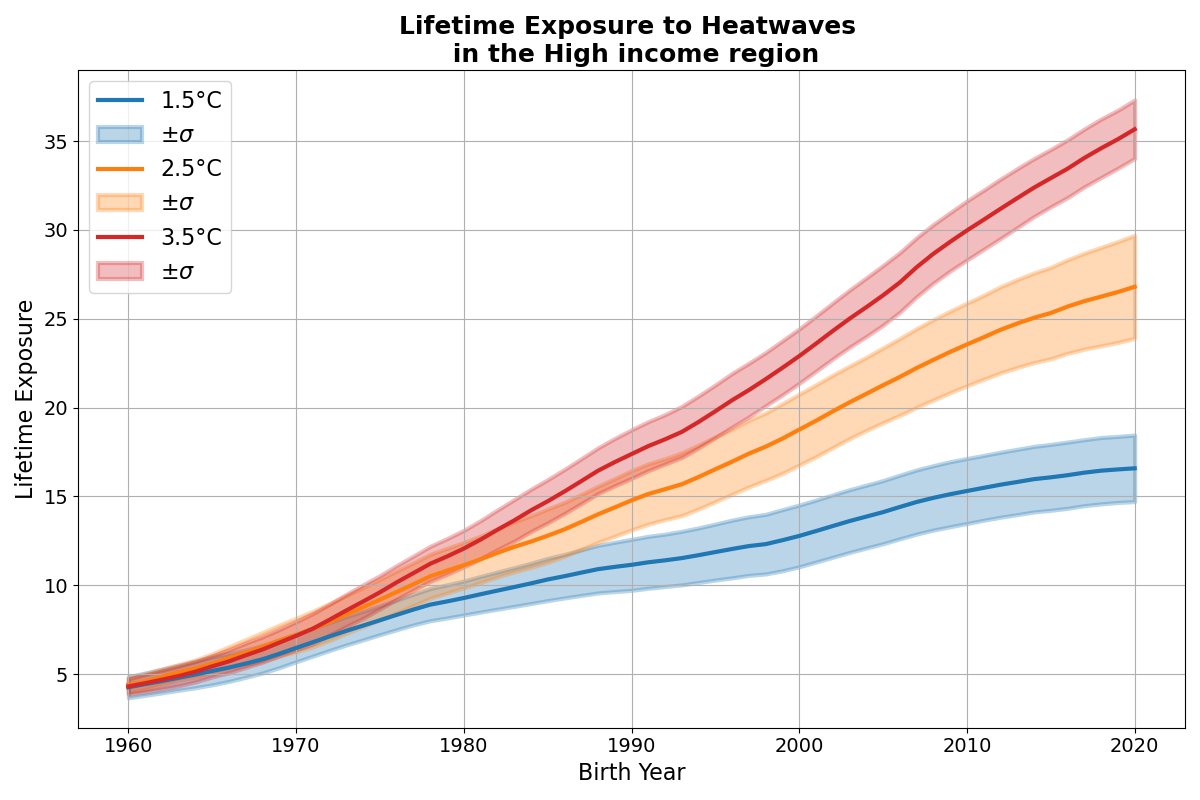 Lifetime Exposure to Heatwaves
in the High income region
1.5°C
±σ
2.5°C
±σ
3.5°C
±σ
Lifetime Exposure
35
30
25
20
15
10
5
1960 1970 1980 1990 2000 2010 2020
Birth Year